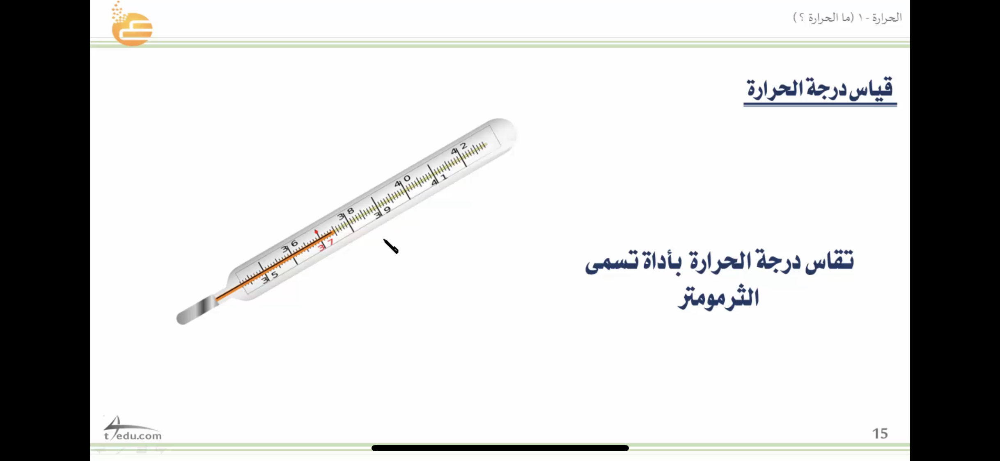 الحرارة - ١ (ما الحرارة ؟)
قياس درجة الحرارة
42
41
40
39
38
37
36
35
تقاس درجة الحرارة بأداة تسمى
الثرمومتر
t4edu.com
15